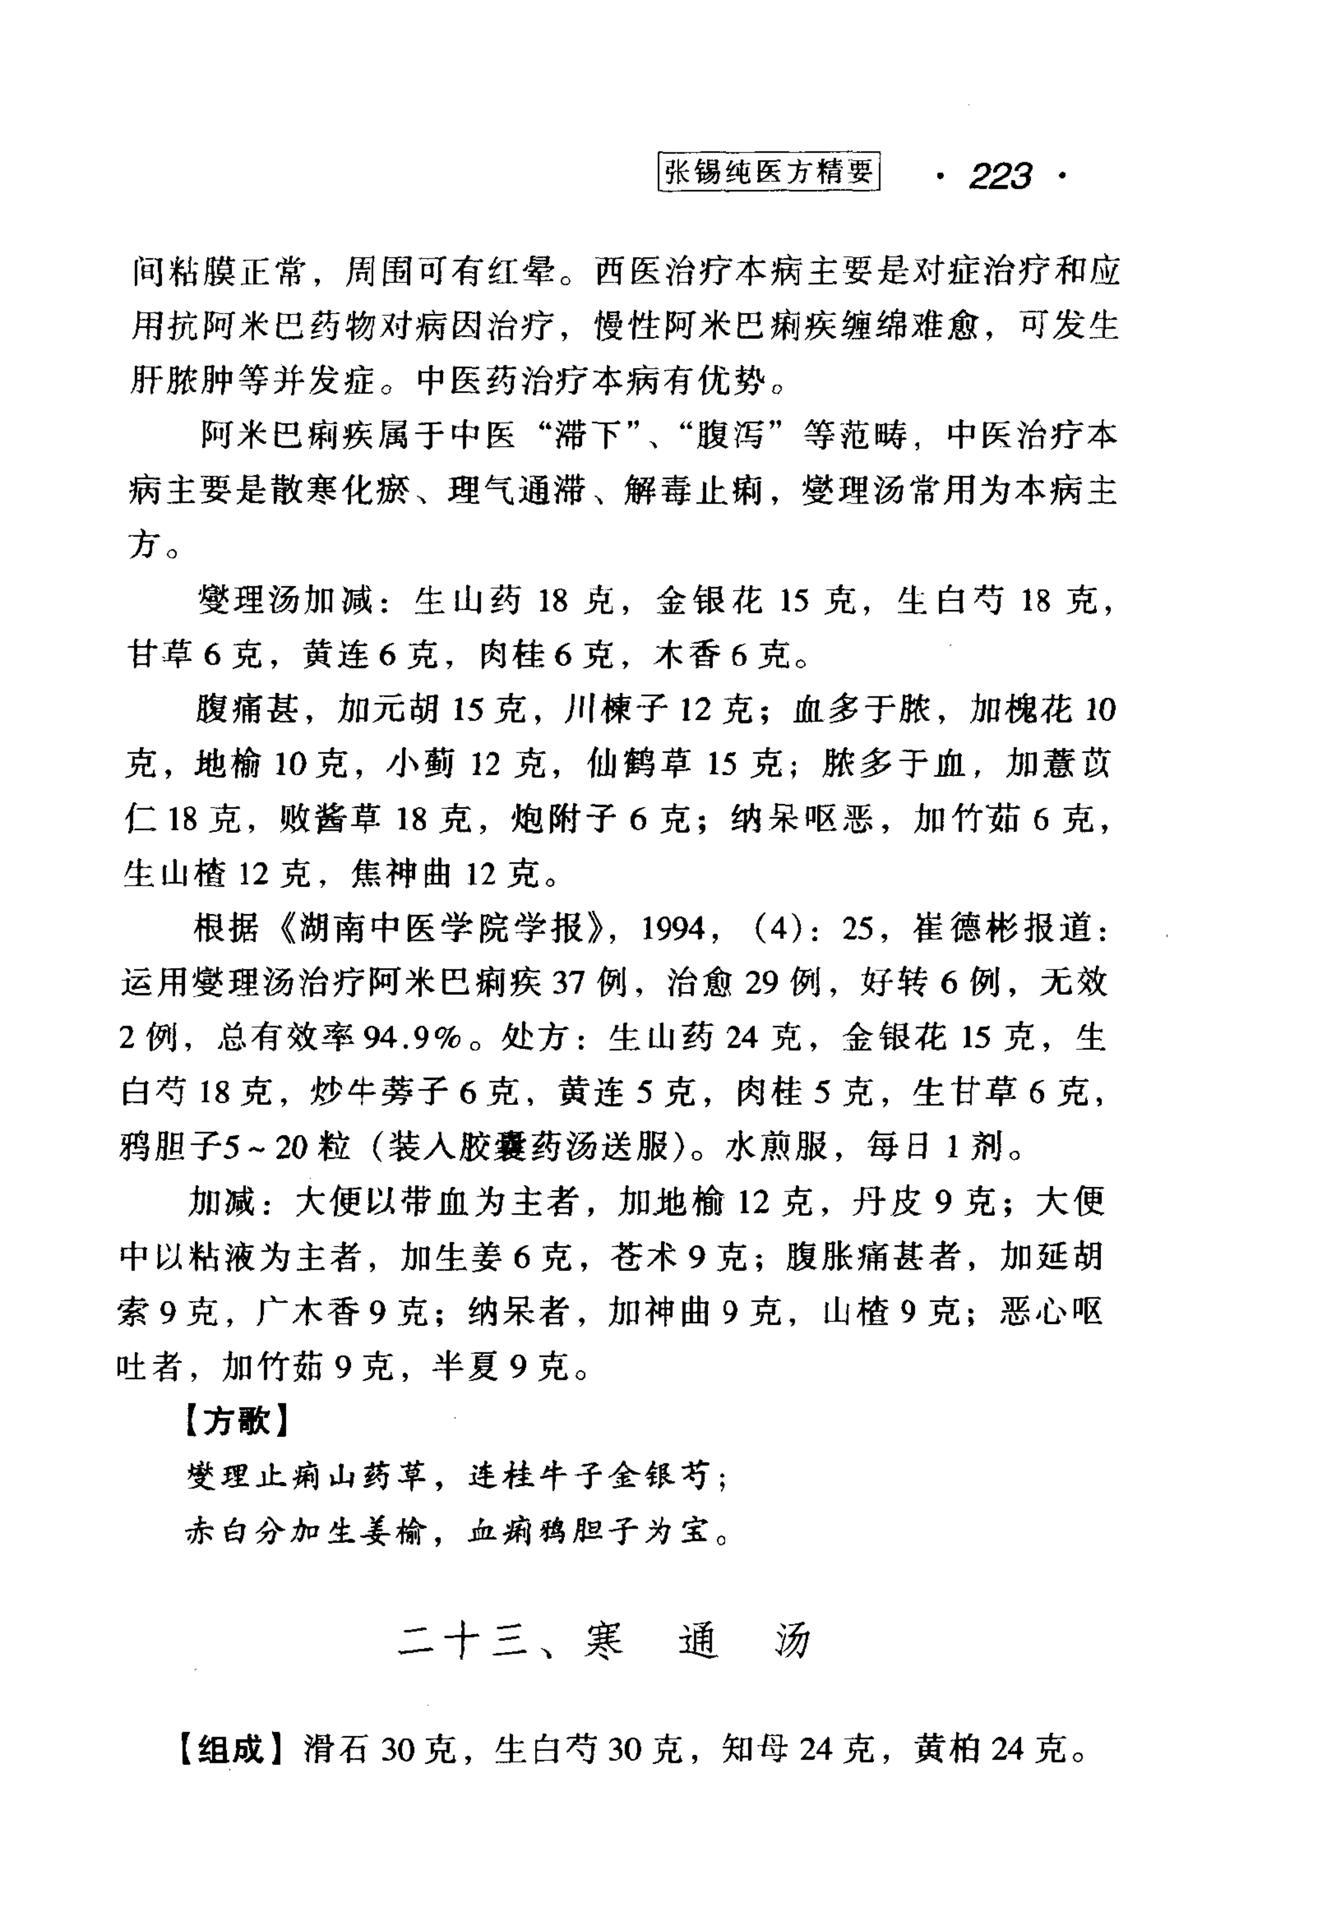 张锡纯医方精要 · 223 ·
间粘膜正常，周围可有红晕。西医治疗本病主要是对症治疗和应
用抗阿米巴药物对病因治疗，慢性阿米巴痢疾缠绵难愈，可发生
肝脓肿等并发症。中医药治疗本病有优势。
阿米巴痢疾属于中医“滞下”、“腹泻”等范畴，中医治疗本
病主要是散寒化瘀、理气通滞、解毒止痢，燮理汤常用为本病主
方。
燮理汤加减：生山药 18 克，金银花 15 克，生白芍 18 克，
甘草 6 克，黄连 6 克，肉桂 6 克，木香 6 克。
腹痛甚，加元胡 15 克，川楝子 12 克；血多于脓，加槐花 10
克，地榆 10 克，小蓟 12 克，仙鹤草 15 克；脓多于血，加薏苡
仁 18 克，败酱草 18 克，炮附子 6 克；纳呆呕恶，加竹茹 6 克，
生山楂 12 克，焦神曲 12 克。
根据《湖南中医学院学报》，1994，（4）：25，崔德彬报道：
运用燮理汤治疗阿米巴痢疾 37 例，治愈 29 例，好转 6 例，无效
2 例，总有效率 94.9%。处方：生山药 24 克，金银花 15 克，生
白芍 18 克，炒牛蒡子 6 克，黄连 5 克，肉桂 5 克，生甘草 6 克，
鸦胆子5～20 粒（装入胶囊药汤送服）。水煎服，每日 1 剂。
加减：大便以带血为主者，加地榆 12 克，丹皮 9 克；大便
中以粘液为主者，加生姜 6 克，苍术 9 克；腹胀痛甚者，加延胡
索 9 克，广木香 9 克；纳呆者，加神曲 9 克，山楂 9 克；恶心呕
吐者，加竹茹 9 克，半夏 9 克。
【方歌】
燮理止痢山药草，连桂牛子金银芍；
赤白分加生姜榆，血痢鸦胆子为宝。
二十三、寒 通 汤
【组成】滑石 30 克，生白芍 30 克，知母 24 克，黄柏 24 克。